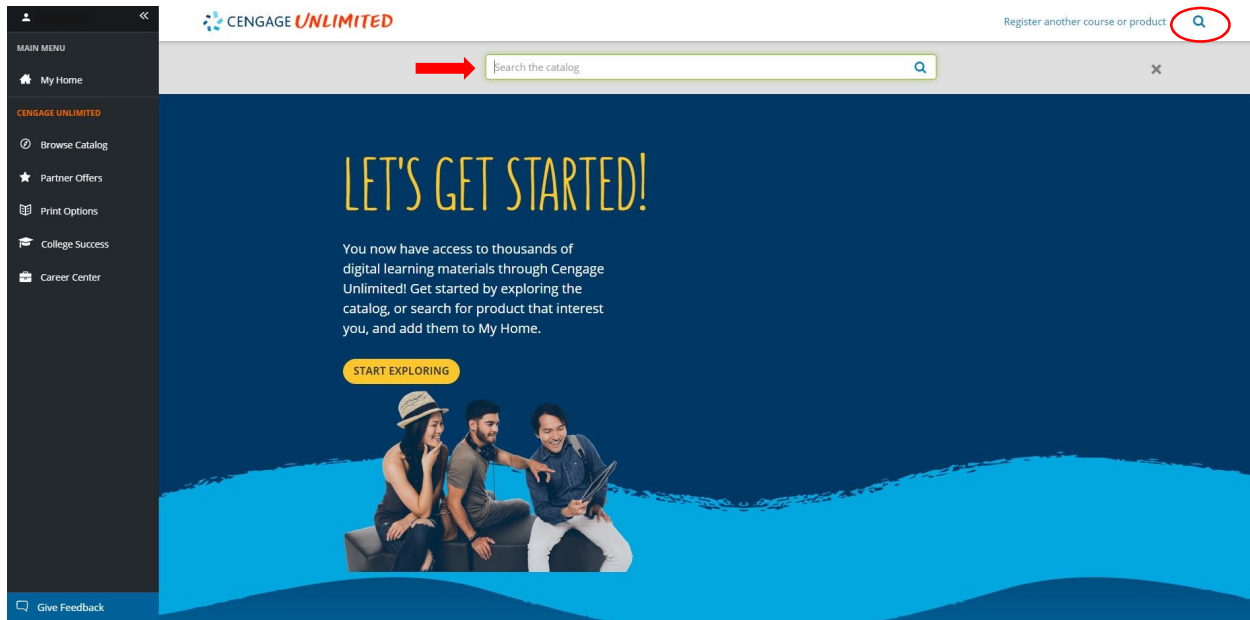 CENGAGE UNLIMITED
Register another course or product
MAIN MENU
My Home
CENGAGE UNLIMITED
Browse Catalog
Partner Offers
Print Options
College Success
Career Center
Give Feedback
Search the catalog
LET'S GET STARTED!
You now have access to thousands of
digital learning materials through Cengage
Unlimited! Get started by exploring the
catalog, or search for product that interest
you, and add them to My Home.
START EXPLORING